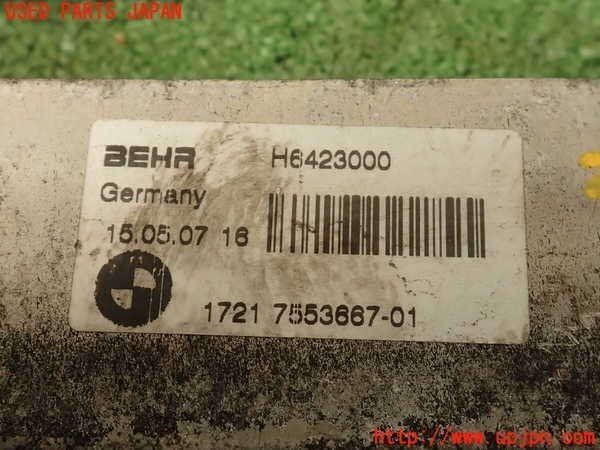 USED PARTS JAPAN
BEHR H6423000
Germany
15.05.07 16
1721 7553667-01
http://www.upjpn.com/